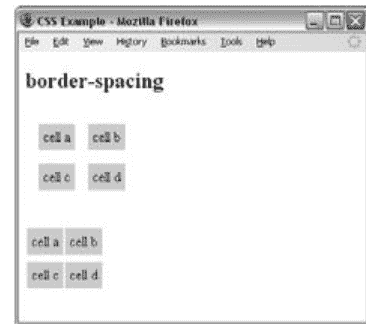 CSS Example - Mozilla Firefox
File Edit View History Bookmarks Tools Help
border-spacing
cell a cell b
cell c cell d
cell a cell b
cell c cell d